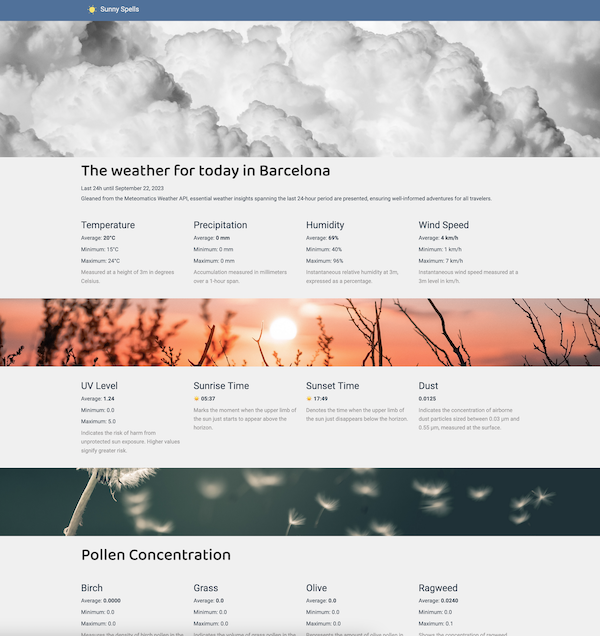 Sunny Spells
The weather for today in Barcelona
Last 24h until September 22, 2023
Gleaned from the Meteomatics Weather API, essential weather insights spanning the last 24-hour period are presented, ensuring well-informed adventures for all travelers.
Temperature
Average: 20°C
Minimum: 15°C
Maximum: 24°C
Measured at a height of 3m in degrees
Celsius.
Precipitation
Average: 0 mm
Minimum: 0 mm
Maximum: 0 mm
Accumulation measured in millimeters
over a 1-hour span.
Humidity
Average: 69%
Minimum: 40%
Maximum: 96%
Instantaneous relative humidity at 3m,
expressed as a percentage.
Wind Speed
Average: 4 km/h
Minimum: 1 km/h
Maximum: 7 km/h
Instantaneous wind speed measured at a
3m level in km/h.
UV Level
Average: 1.24
Minimum: 0.0
Maximum: 5.0
Indicates the risk of harm from
unprotected sun exposure. Higher values
signify greater risk.
Sunrise Time
05:37
Marks the moment when the upper limb of
the sun just starts to appear above the
horizon.
Sunset Time
17:49
Denotes the time when the upper limb of
the sun just disappears below the horizon.
Dust
0.0125
Indicates the concentration of airborne
dust particles sized between 0.03 µm and
0.55 µm, measured at the surface.
Pollen Concentration
Birch
Average: 0.0000
Minimum: 0.0
Maximum: 0.0
Measures the density of birch pollen in the
Grass
Average: 0.0
Minimum: 0.0
Maximum: 0.0
Indicates the volume of grass pollen in the
Olive
Average: 0.0
Minimum: 0.0
Maximum: 0.0
Represents the amount of olive pollen in
Ragweed
Average: 0.0240
Minimum: 0.0
Maximum: 0.1
Shows the concentration of ragweed